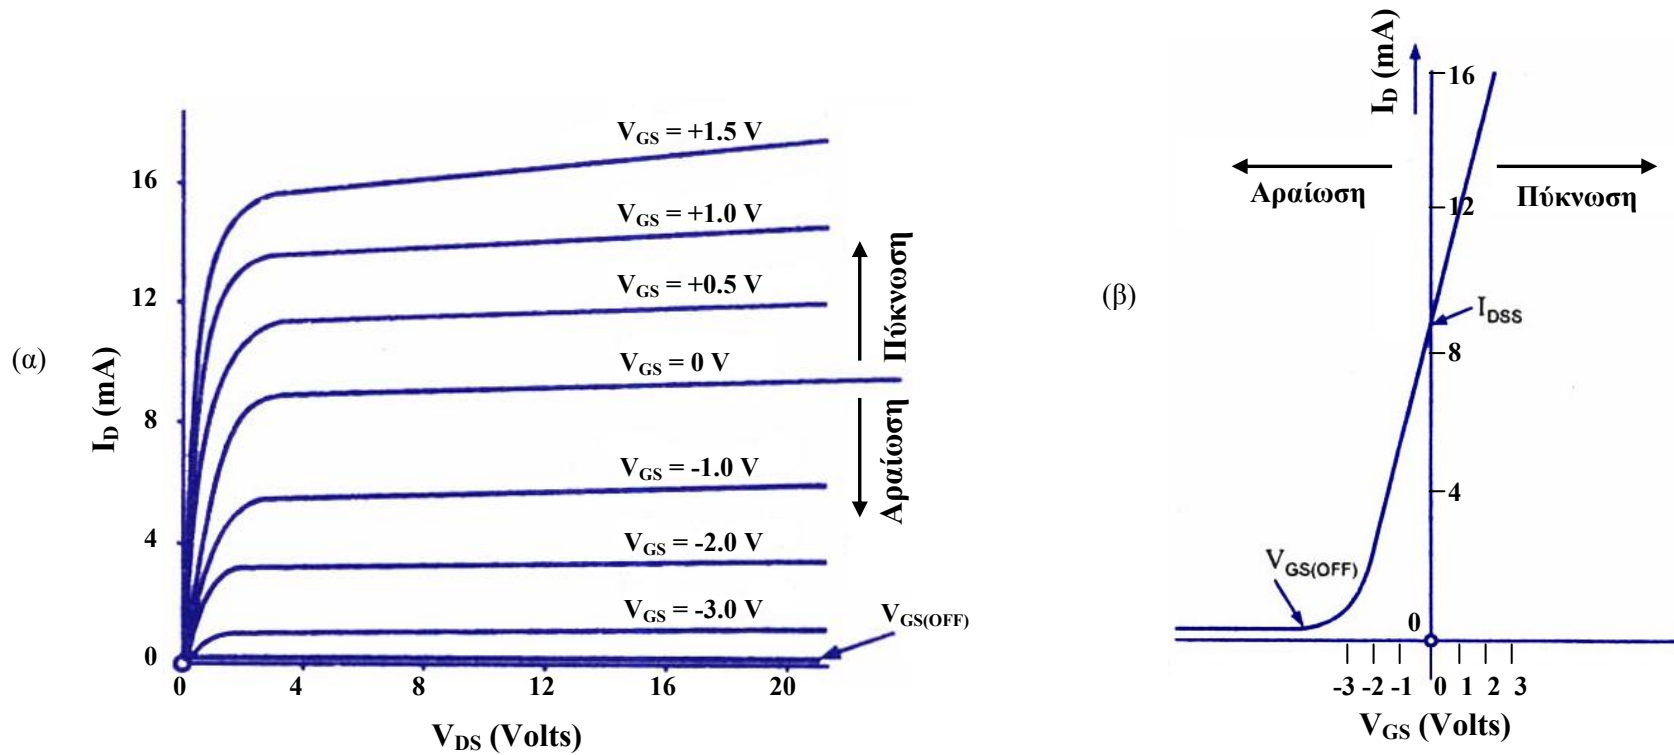 (α)
I_D (mA)
16
12
8
4
0
0 4 8 12 16 20
V_DS (Volts)
V_GS = +1.5 V
V_GS = +1.0 V
V_GS = +0.5 V
V_GS = 0 V
V_GS = -1.0 V
V_GS = -2.0 V
V_GS = -3.0 V
V_GS(OFF)
Πύκνωση
Αραίωση
(β)
I_D (mA)
16
12
8
4
0
Αραίωση
Πύκνωση
I_DSS
V_GS(OFF)
-3 -2 -1 0 1 2 3
V_GS (Volts)